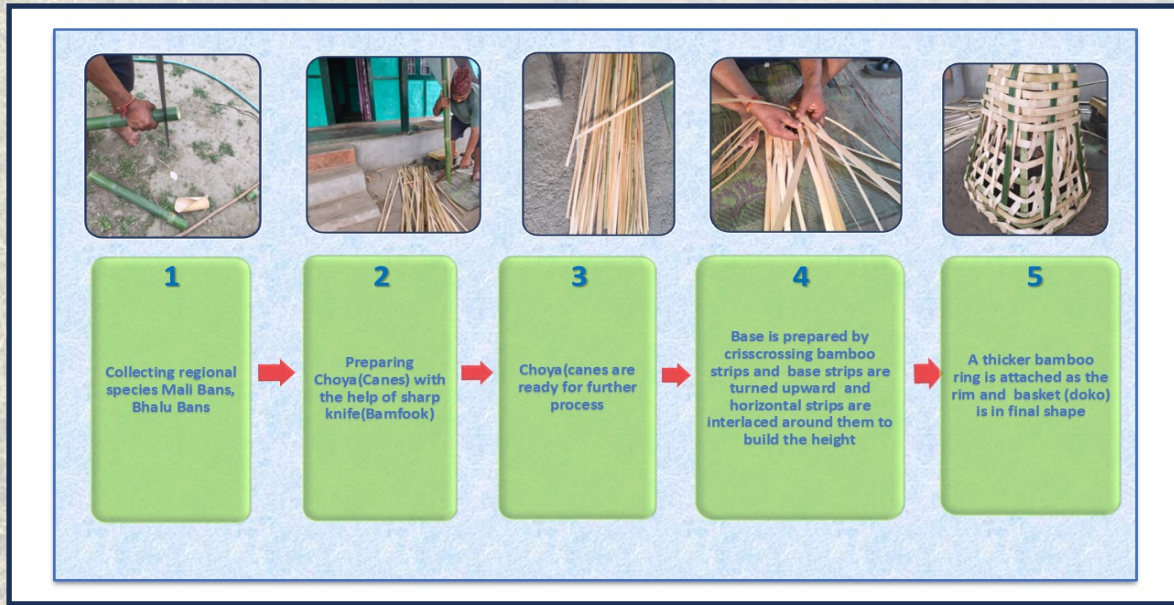 1
Collecting regional
species Mali Bans,
Bhalu Bans
2
Preparing
Choya(Canes) with
the help of sharp
knife(Bamfook)
3
Choya(canes are
ready for further
process
4
Base is prepared by
crisscrossing bamboo
strips and base strips are
turned upward and
horizontal strips are
interlaced around them to
build the height
5
A thicker bamboo
ring is attached as the
rim and basket (doko)
is in final shape